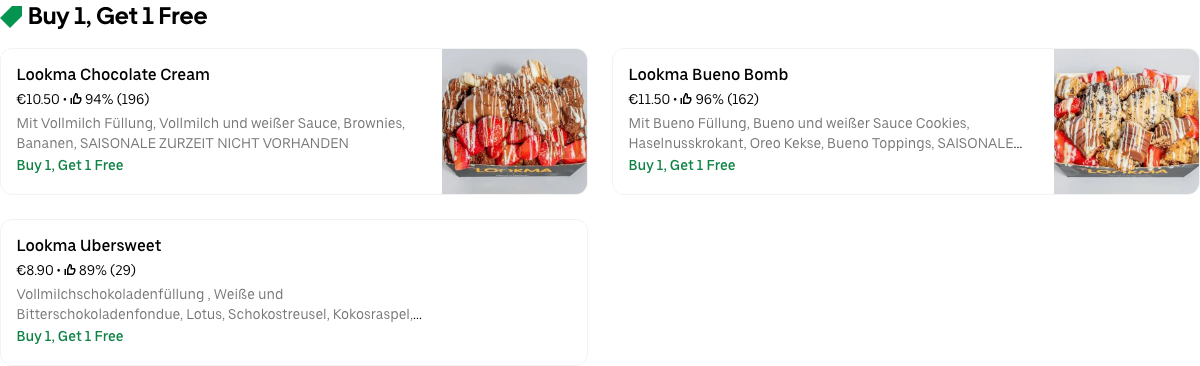 Buy 1, Get 1 Free
Lookma Chocolate Cream
€10.50 • 94% (196)
Mit Vollmilch Füllung, Vollmilch und weißer Sauce, Brownies,
Bananen, SAISONALE ZURZEIT NICHT VORHANDEN
Buy 1, Get 1 Free
LOOKMA
Lookma Bueno Bomb
€11.50 • 96% (162)
Mit Bueno Füllung, Bueno und weißer Sauce Cookies,
Haselnusskrokant, Oreo Kekse, Bueno Toppings, SAISONALE...
Buy 1, Get 1 Free
LOOKMA
Lookma Ubersweet
€8.90 • 89% (29)
Vollmilchschokoladenfüllung , Weiße und
Bitterschokoladenfondue, Lotus, Schokostreusel, Kokosraspel,...
Buy 1, Get 1 Free